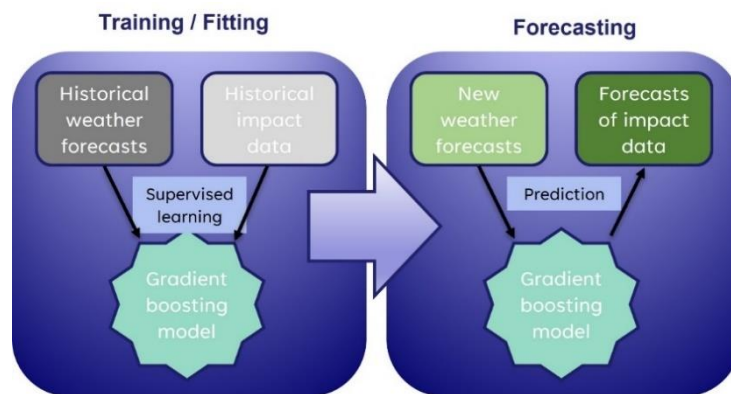 Training / Fitting
Historical
weather
forecasts
Historical
impact
data
Supervised
learning
Gradient
boosting
model
Forecasting
New
weather
forecasts
Forecasts
of impact
data
Prediction
Gradient
boosting
model